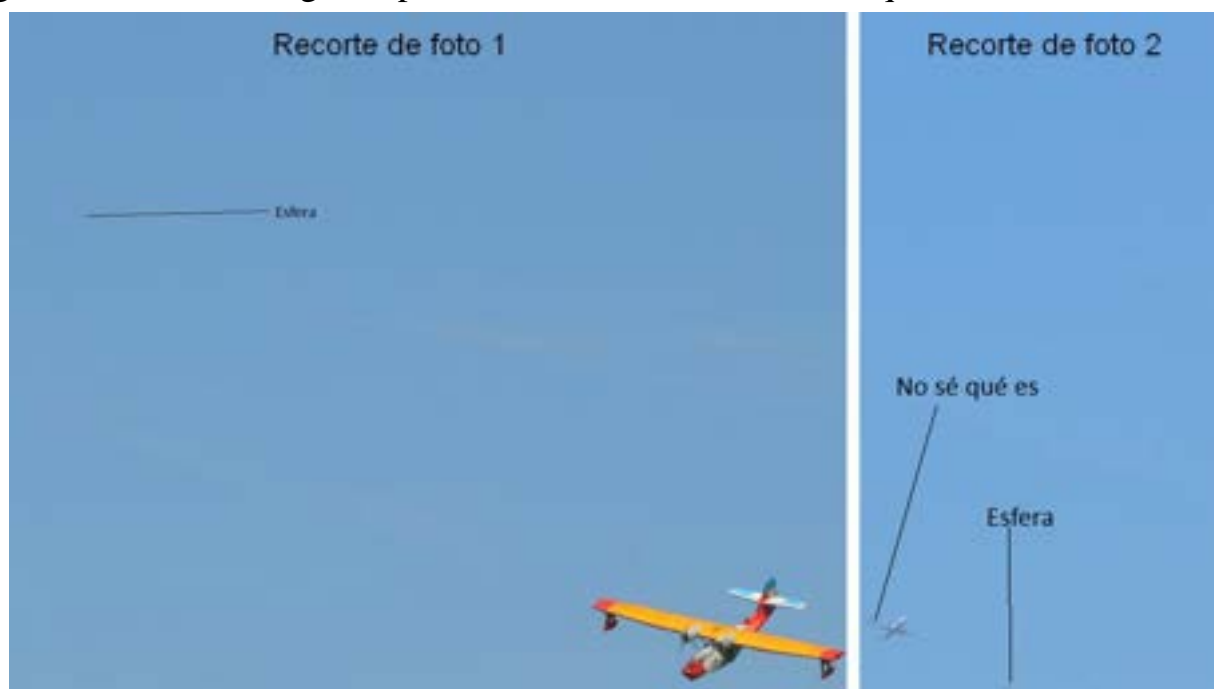 Recorte de foto 1
Esfera
Recorte de foto 2
No sé qué es
Esfera